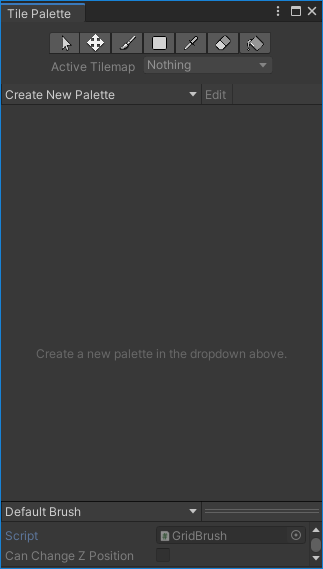 Tile Palette
Active Tilemap Nothing
Create New Palette Edit
Create a new palette in the dropdown above.
Default Brush
Script GridBrush
Can Change Z Position